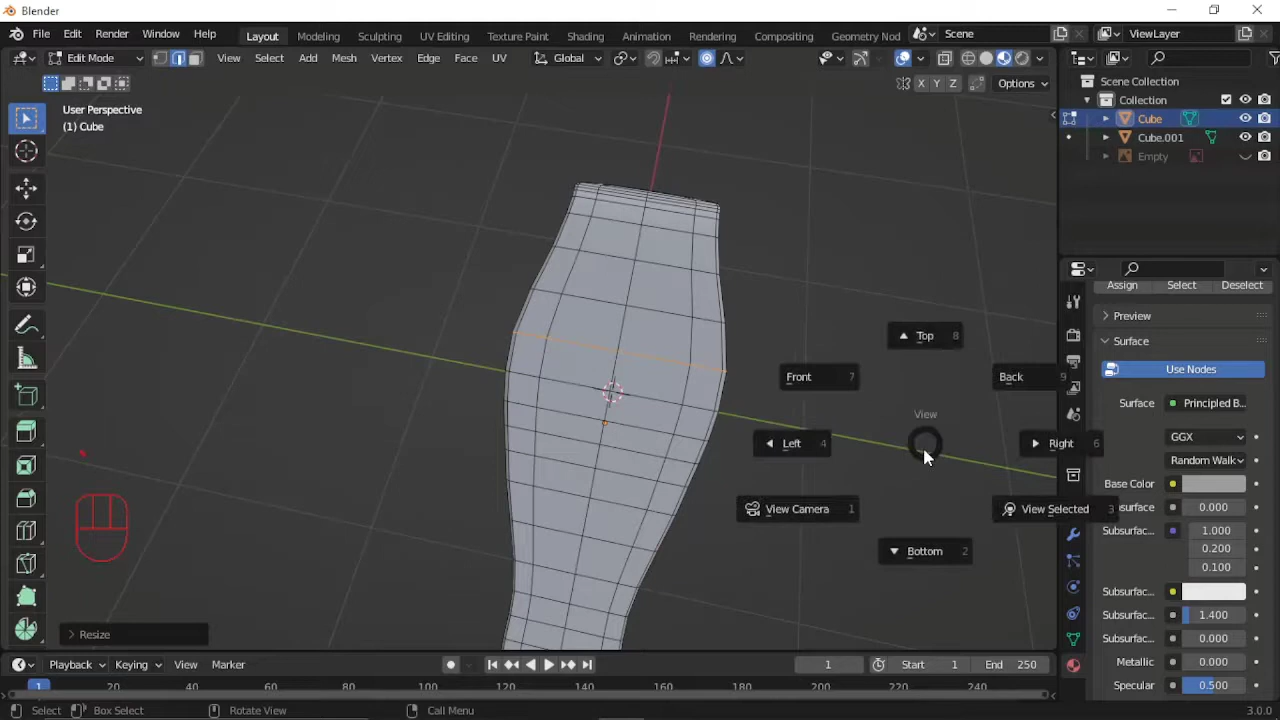 Blender
File Edit Render Window Help Layout Modeling Sculpting UV Editing Texture Paint Shading Animation Rendering Compositing Geometry Nod Scene ViewLayer
Edit Mode View Select Add Mesh Vertex Edge Face UV Global
X Y Z Options
User Perspective
(1) Cube
Scene Collection
Collection
Cube
Cube.001
Empty
Assign Select Deselect
Preview
Surface
Use Nodes
Surface Principled B...
GGX
Random Walk
Base Color
0.000
Subsurfac... 1.000
0.200
0.100
Subsurfac...
Subsurfac... 1.400
Subsurfac... 0.000
Metallic 0.000
Specular 0.500
Top 8
Front 7
Back 9
View
Left 4
Right 6
View Camera 1
View Selected 3
Bottom 2
Resize
Playback Keying View Marker 1 Start 1 End 250
1 20 40 60 80 100 120 140 160 180 200 220 240
Select Box Select Rotate View Call Menu 3.0.0